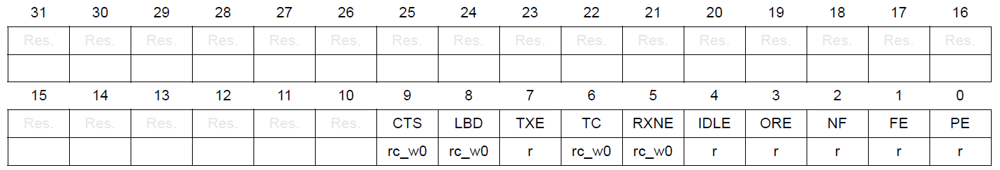 31 30 29 28 27 26 25 24 23 22 21 20 19 18 17 16
Res. Res. Res. Res. Res. Res. Res. Res. Res. Res. Res. Res. Res. Res. Res. Res.
15 14 13 12 11 10 9 8 7 6 5 4 3 2 1 0
Res. Res. Res. Res. Res. Res. CTS LBD TXE TC RXNE IDLE ORE NF FE PE
rc_w0 rc_w0 r rc_w0 rc_w0 r r r r r